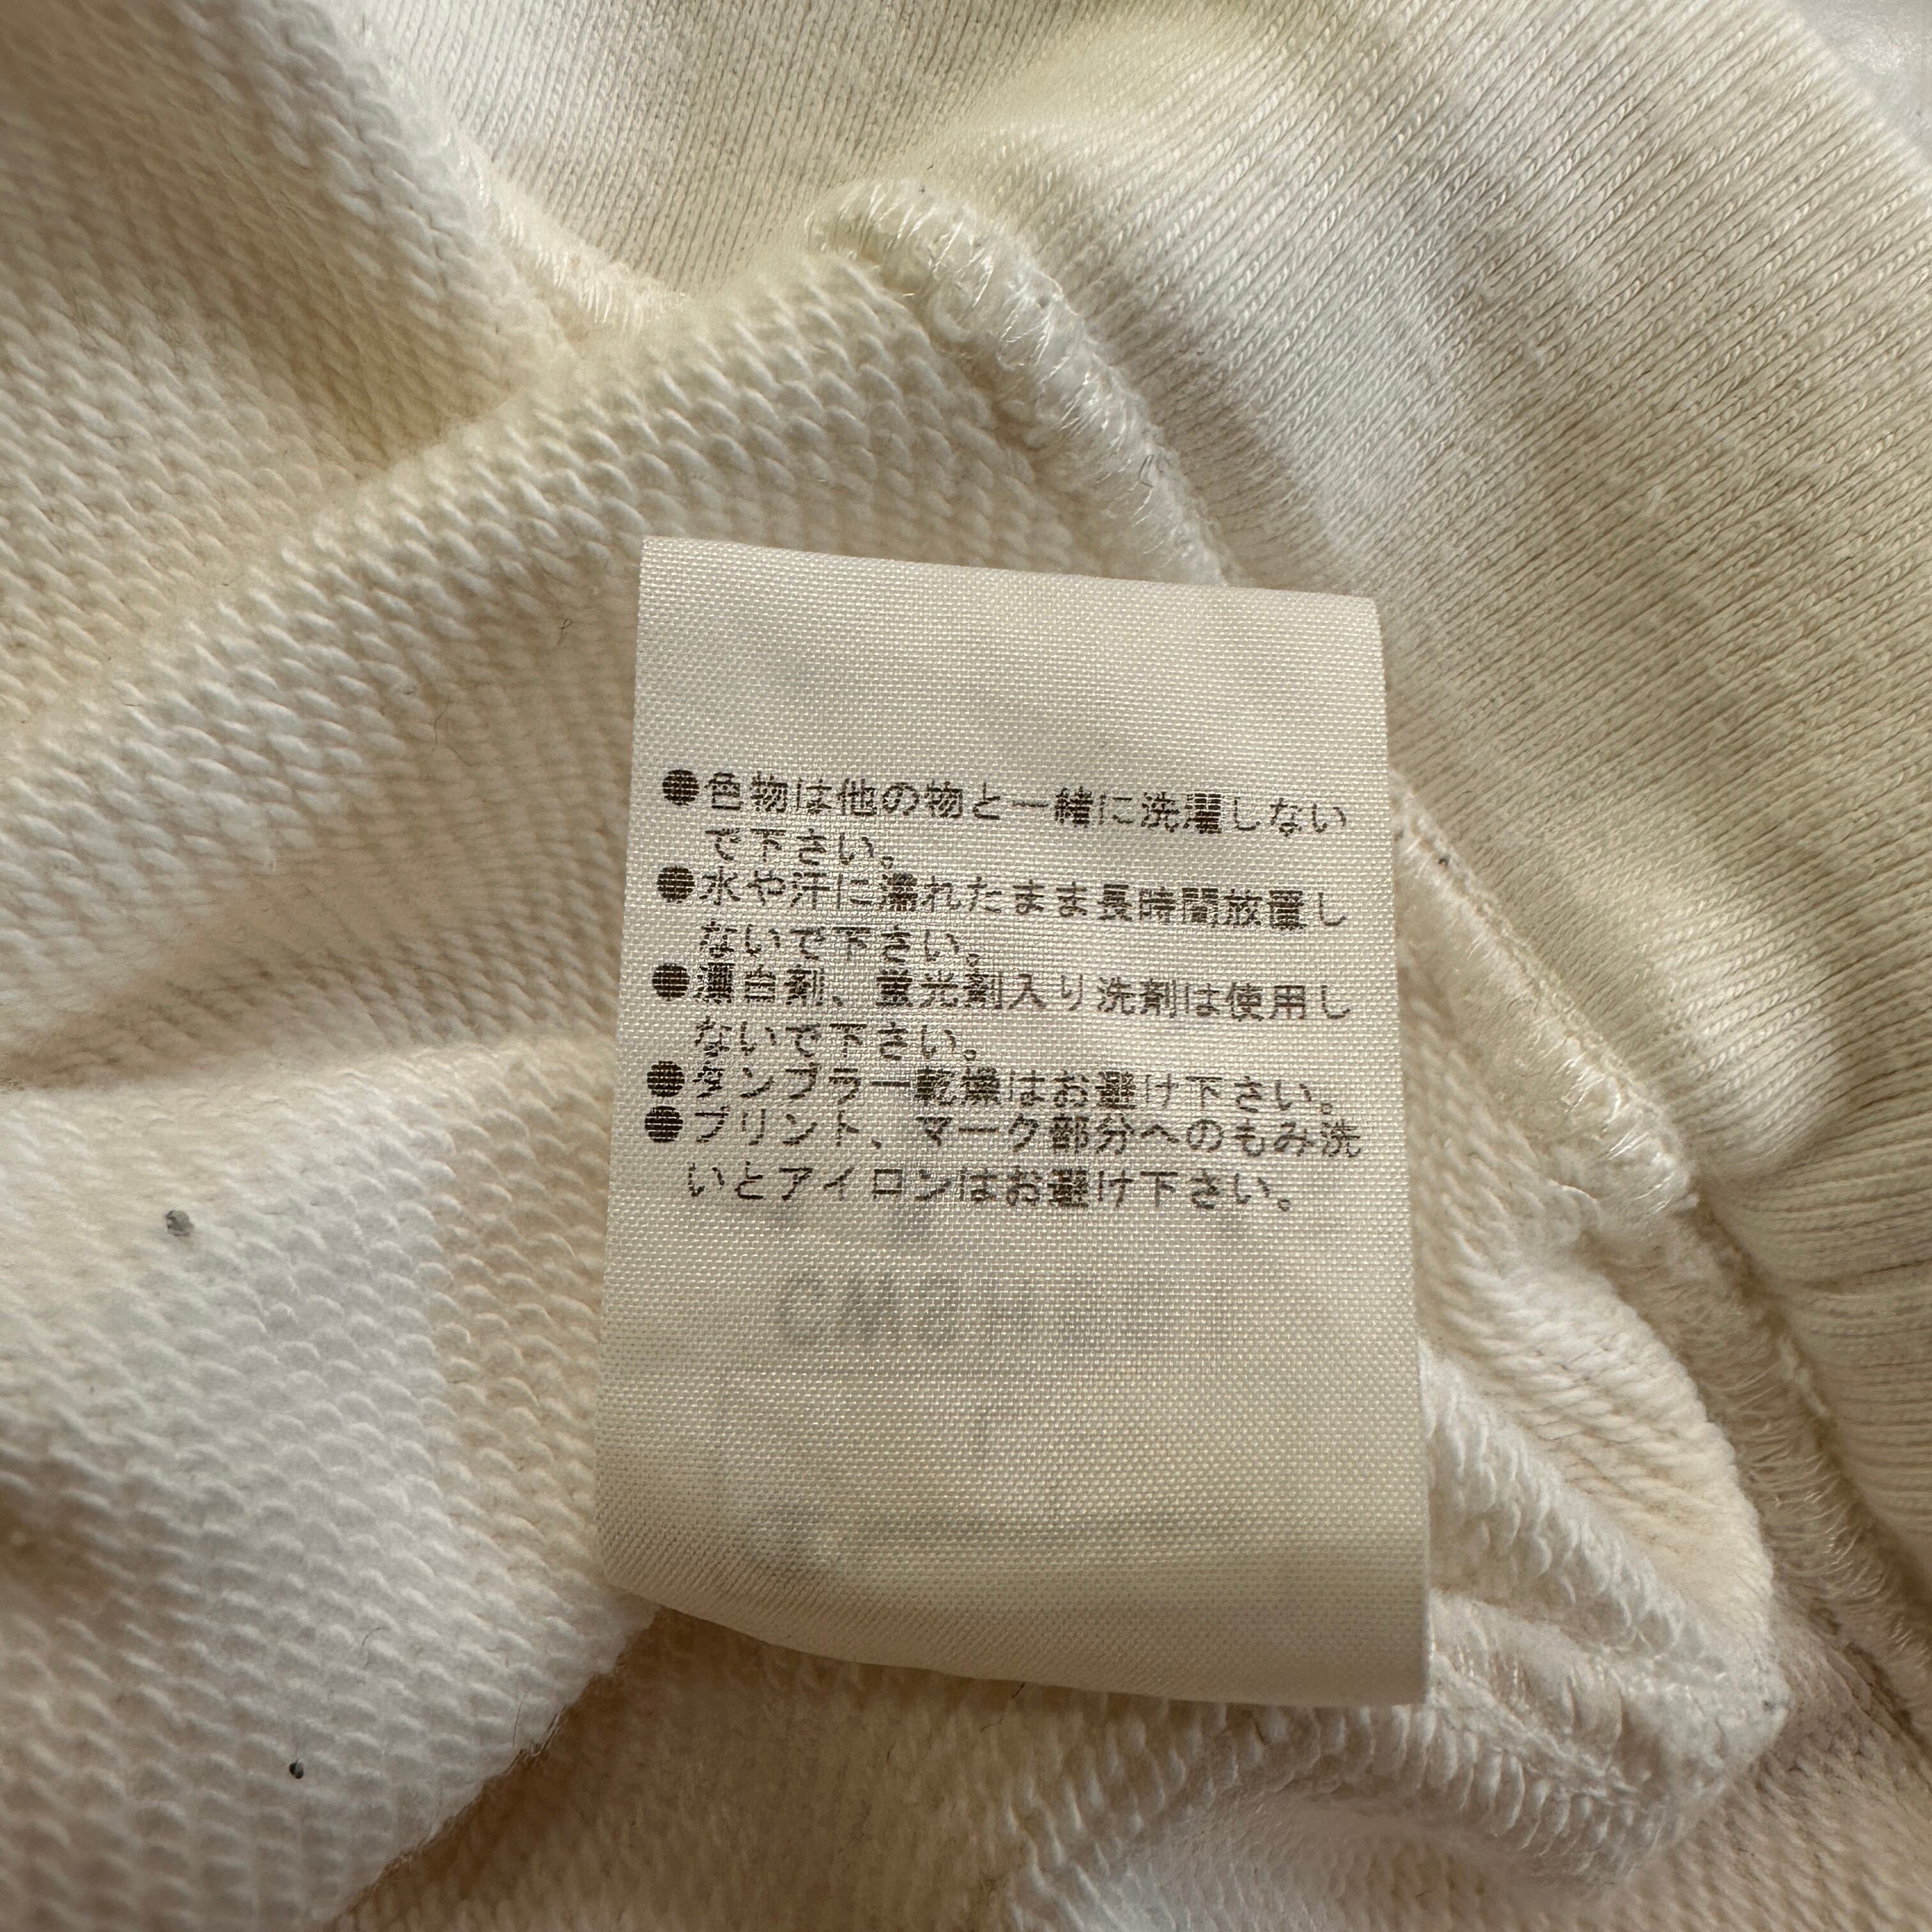 ●色物は他の物と一緒に洗濯しない
で下さい。
●水や汗に濡れたまま長時間放置し
ないで下さい。
●漂白剤、蛍光剤入り洗剤は使用し
ないで下さい。
●タンブラー乾燥はお避け下さい。
●プリント、マーク部分へのもみ洗
いとアイロンはお避け下さい。